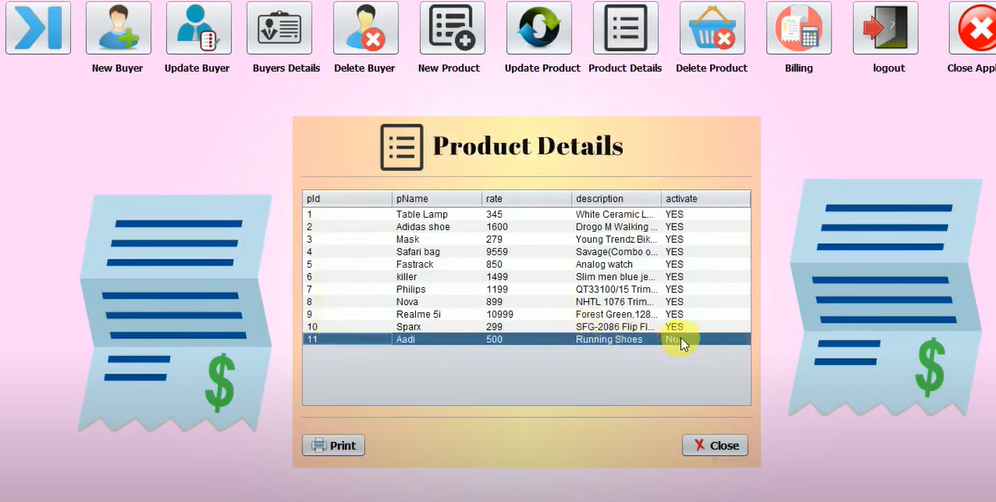 New Buyer Update Buyer Buyers Details Delete Buyer New Product Update Product Product Details Delete Product Billing logout Close Appl
Product Details
pId pName rate description activate
1 Table Lamp 345 White Ceramic L... YES
2 Adidas shoe 1600 Drogo M Walking ... YES
3 Mask 279 Young Trendz Bik... YES
4 Safari bag 9559 Savage(Combo o... YES
5 Fastrack 850 Analog watch YES
6 killer 1499 Slim men blue je... YES
7 Philips 1199 QT33100/15 Trim... YES
8 Nova 899 NHTL 1076 Trim... YES
9 Realme 5i 10999 Forest Green,128... YES
10 Sparx 299 SFG-2086 Flip Fl... YES
11 Aadi 500 Running Shoes
Print Close
$ $